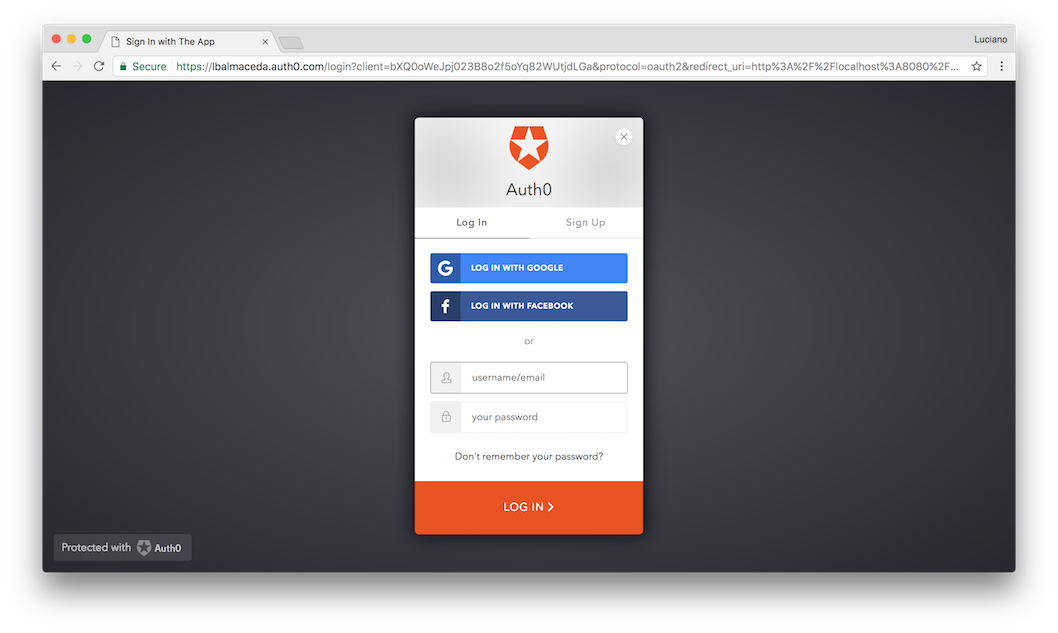 Sign In with The App
Luciano
Secure https://lbalmaceda.auth0.com/login?client=bXQ0oWeJpj023B8o2f5oYq82WUtjdLGa&protocol=oauth2&redirect_uri=http%3A%2F%2Flocalhost%3A8080%2F...
Auth0
Log In Sign Up
LOG IN WITH GOOGLE
LOG IN WITH FACEBOOK
or
username/email
your password
Don't remember your password?
LOG IN
Protected with Auth0